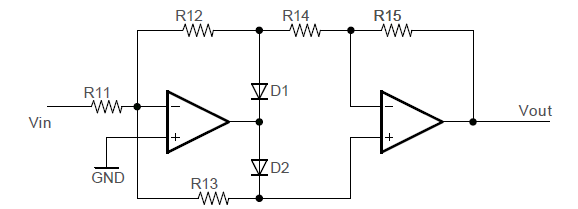 R12 R14 R15
R11
D1
Vin
− +
− +
Vout
GND
R13
D2